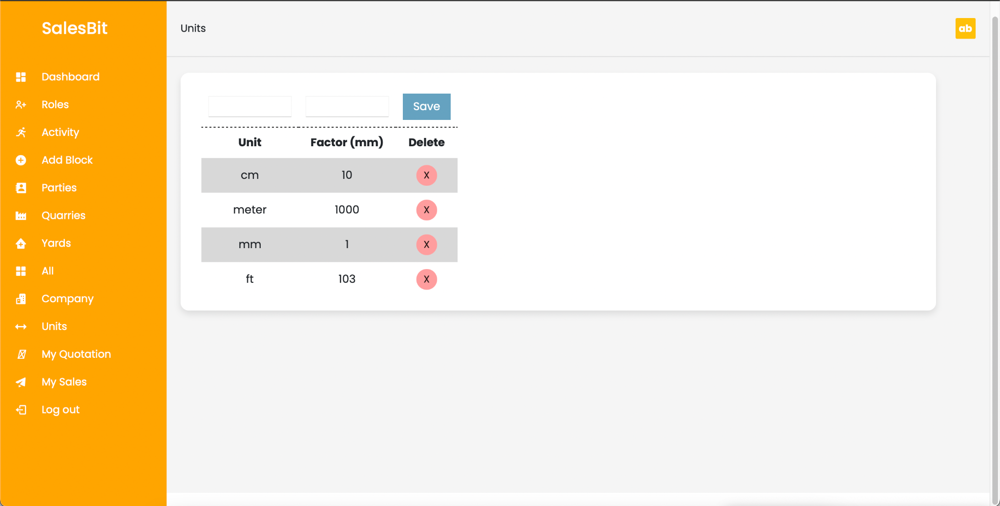 SalesBit
Dashboard
Roles
Activity
Add Block
Parties
Quarries
Yards
All
Company
Units
My Quotation
My Sales
Log out
Units
ab
Save
Unit Factor (mm) Delete
cm 10 X
meter 1000 X
mm 1 X
ft 103 X